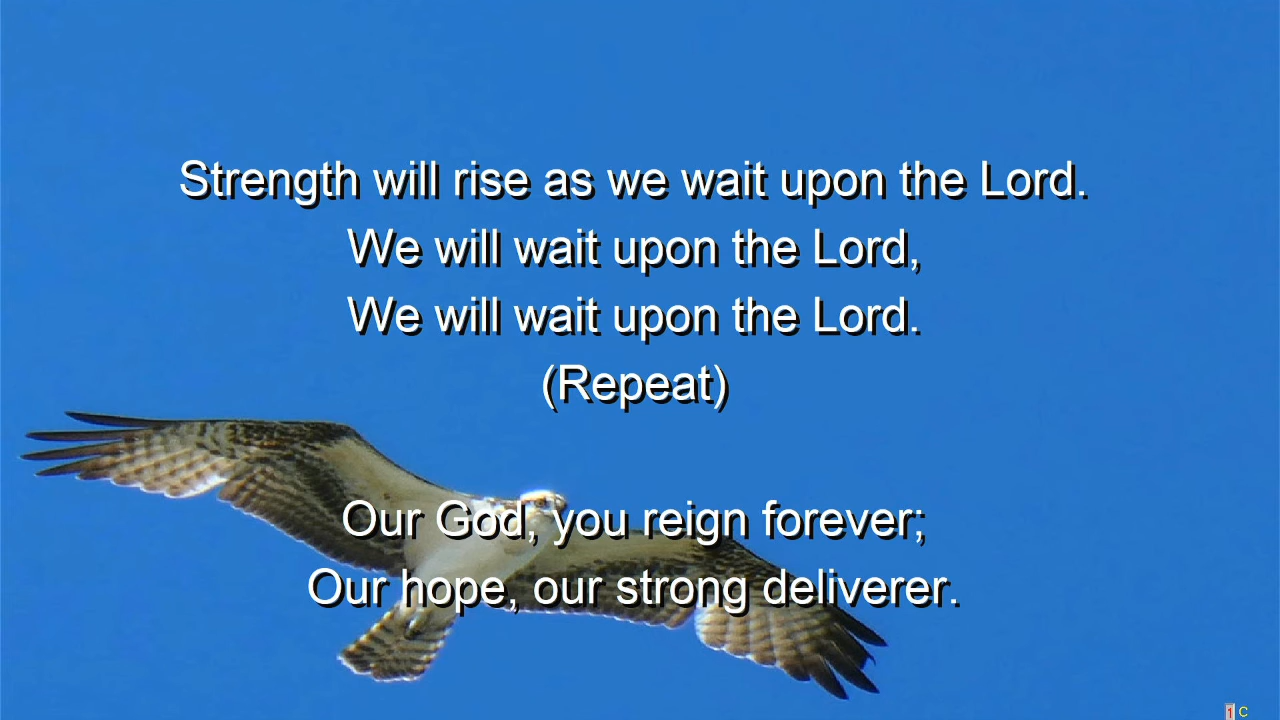 Strength will rise as we wait upon the Lord.
We will wait upon the Lord,
We will wait upon the Lord.
(Repeat)
Our God, you reign forever;
Our hope, our strong deliverer.
1 C